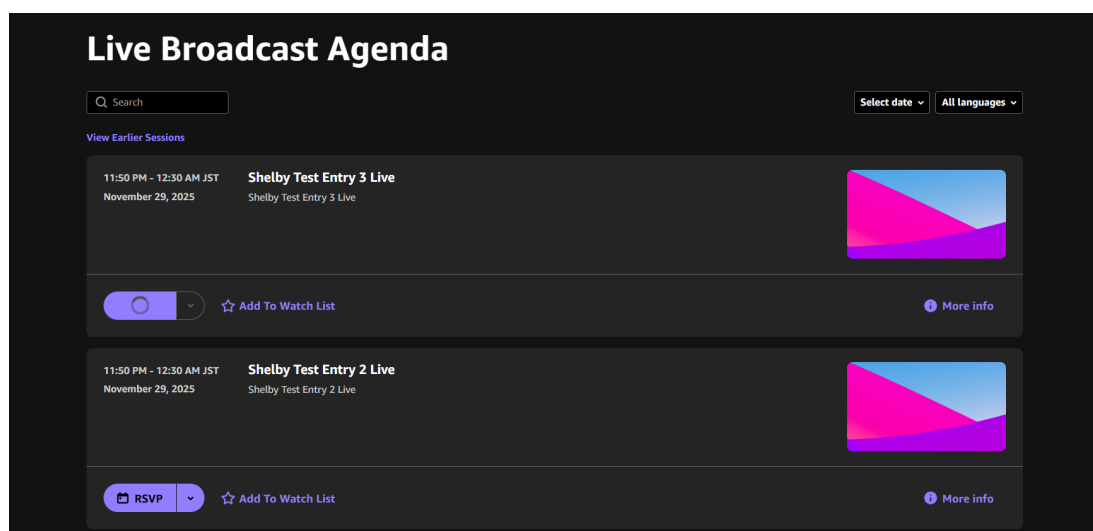 Live Broadcast Agenda
Search
Select date
All languages
View Earlier Sessions
11:50 PM - 12:30 AM JST
November 29, 2025
Shelby Test Entry 3 Live
Shelby Test Entry 3 Live
Add To Watch List
More info
11:50 PM - 12:30 AM JST
November 29, 2025
Shelby Test Entry 2 Live
Shelby Test Entry 2 Live
RSVP
Add To Watch List
More info